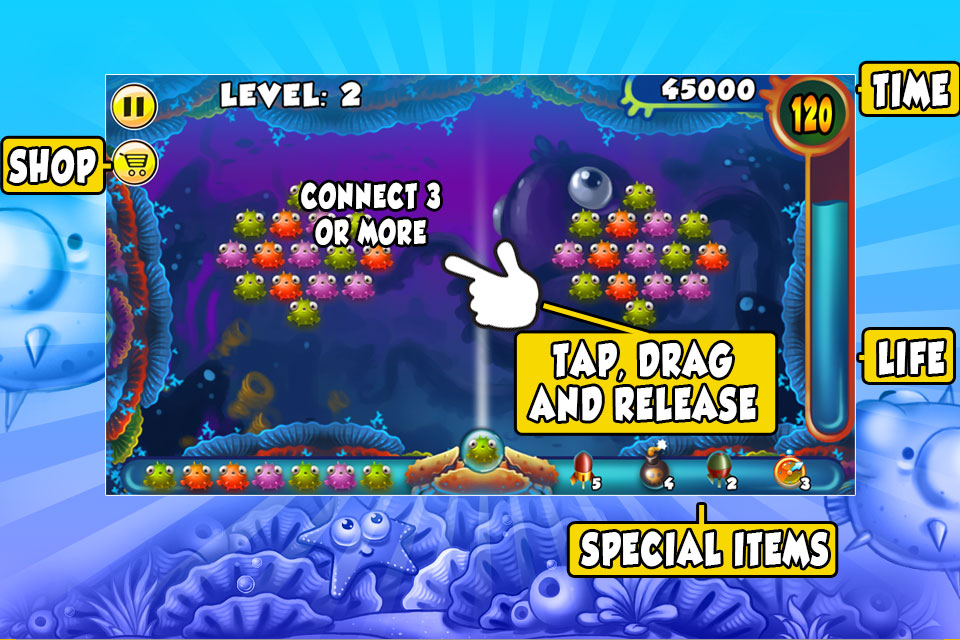 LEVEL: 2
45000
TIME
120
SHOP
CONNECT 3
OR MORE
TAP, DRAG
AND RELEASE
LIFE
5
4
2
3
SPECIAL ITEMS